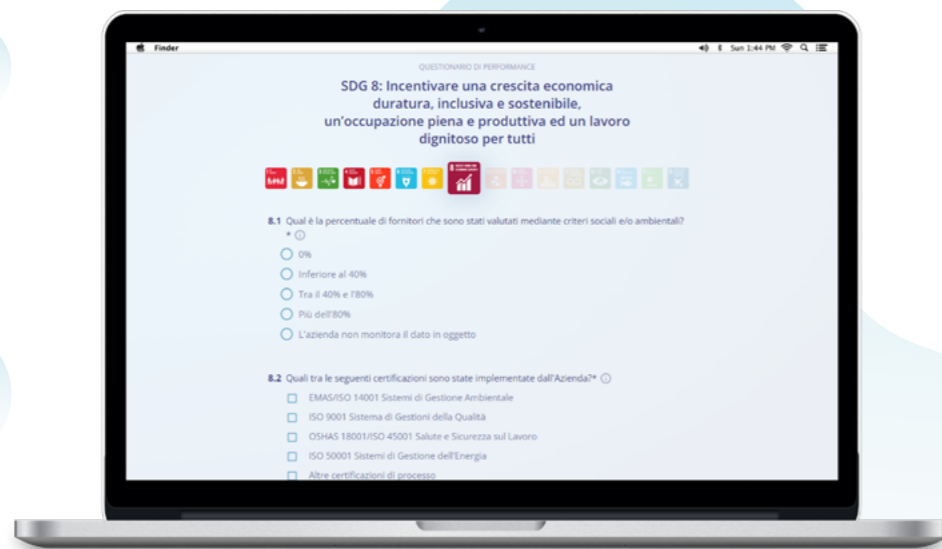 Finder
Sun 1:44 PM
QUESTIONARIO DI PERFORMANCE
SDG 8: Incentivare una crescita economica
duratura, inclusiva e sostenibile,
un'occupazione piena e produttiva ed un lavoro
dignitoso per tutti
8.1 Qual è la percentuale di fornitori che sono stati valutati mediante criteri sociali e/o ambientali?
*
0%
Inferiore al 40%
Tra il 40% e l'80%
Più dell'80%
L'azienda non monitora il dato in oggetto
8.2 Quali tra le seguenti certificazioni sono state implementate dall'Azienda?*
EMAS/ISO 14001 Sistemi di Gestione Ambientale
ISO 9001 Sistema di Gestioni della Qualità
OSHAS 18001/ISO 45001 Salute e Sicurezza sul Lavoro
ISO 50001 Sistemi di Gestione dell'Energia
Altre certificazioni di processo